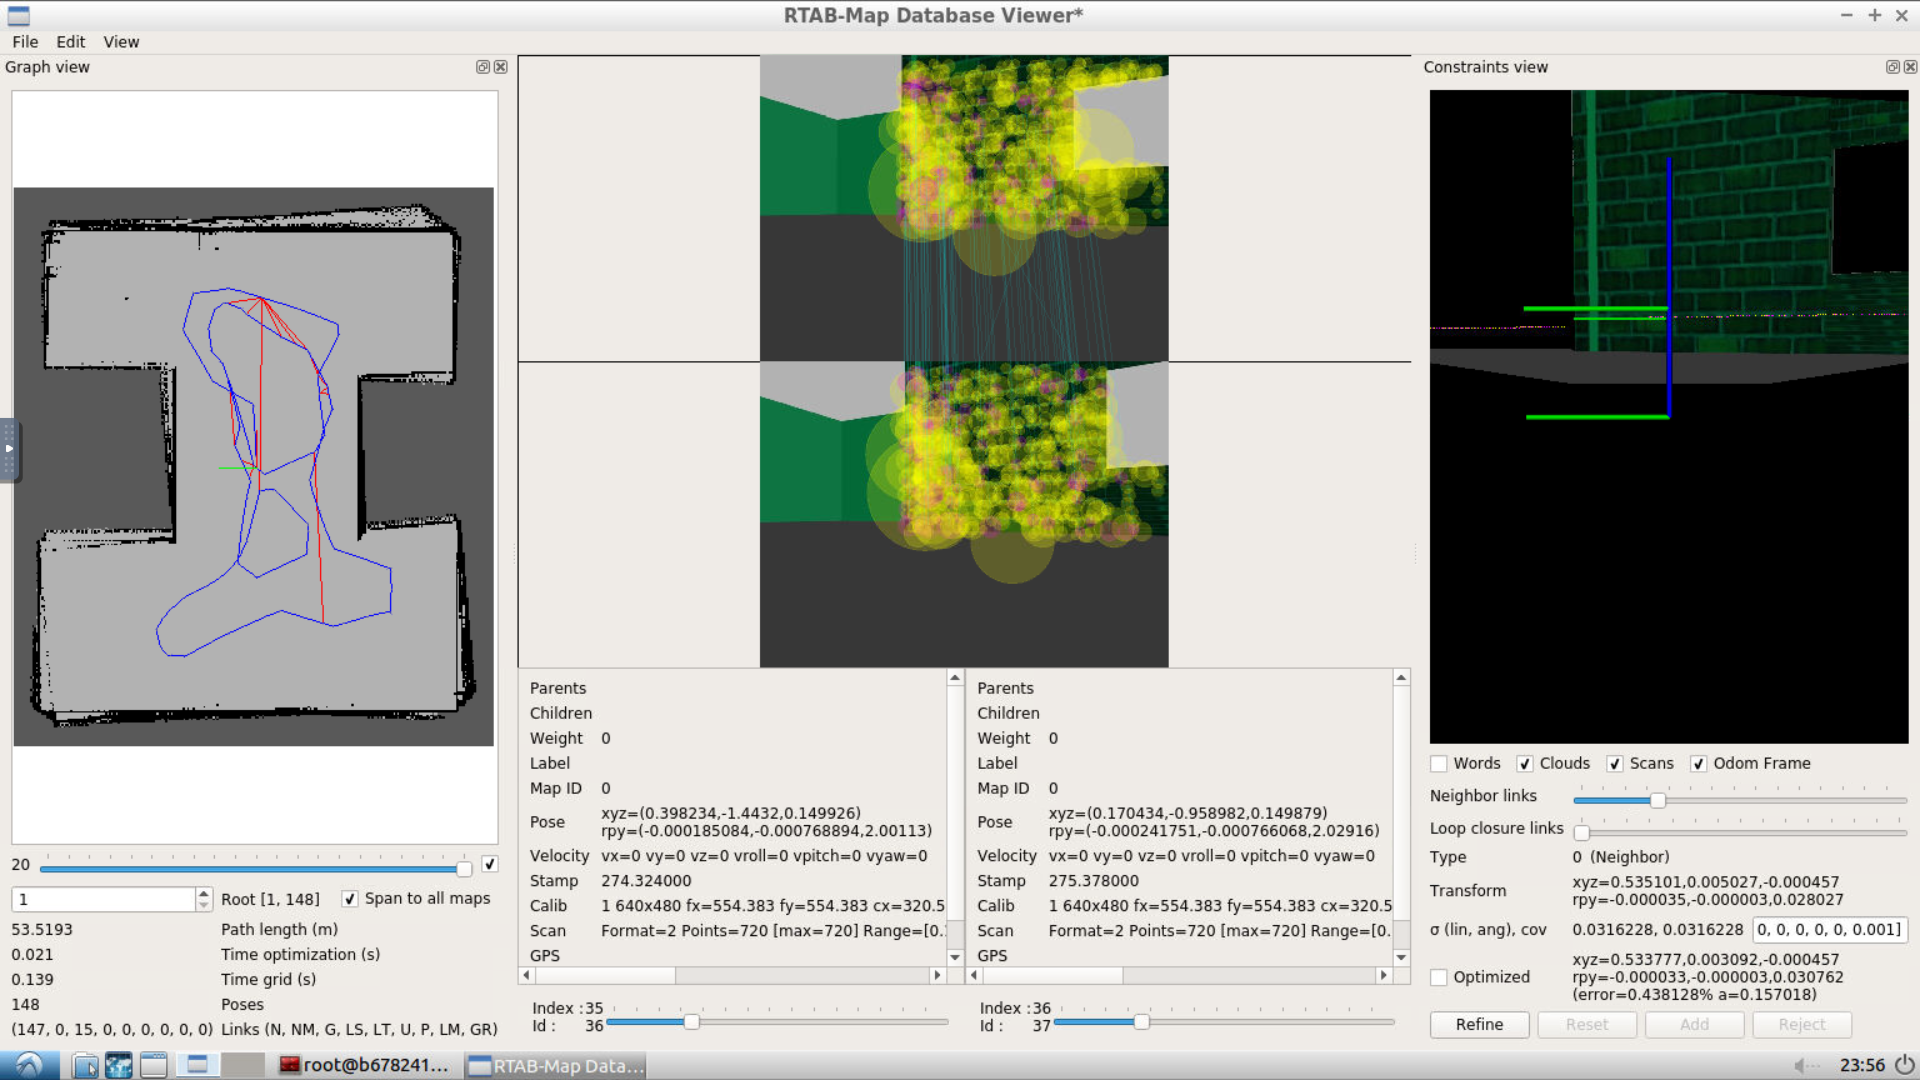 RTAB-Map Database Viewer*
File Edit View
Graph view
20
1 Root [1, 148] Span to all maps
53.5193 Path length (m)
0.021 Time optimization (s)
0.139 Time grid (s)
148 Poses
(147, 0, 15, 0, 0, 0, 0, 0, 0) Links (N, NM, G, LS, LT, U, P, LM, GR)
Parents
Children
Weight 0
Label
Map ID 0
Pose xyz=(0.398234,-1.4432,0.149926)
rpy=(-0.000185084,-0.000768894,2.00113)
Velocity vx=0 vy=0 vz=0 vroll=0 vpitch=0 vyaw=0
Stamp 274.324000
Calib 1 640x480 fx=554.383 fy=554.383 cx=320.5
Scan Format=2 Points=720 [max=720] Range=[0.
GPS
Index :35
Id : 36
Parents
Children
Weight 0
Label
Map ID 0
Pose xyz=(0.170434,-0.958982,0.149879)
rpy=(-0.000241751,-0.000766068,2.02916)
Velocity vx=0 vy=0 vz=0 vroll=0 vpitch=0 vyaw=0
Stamp 275.378000
Calib 1 640x480 fx=554.383 fy=554.383 cx=320.5
Scan Format=2 Points=720 [max=720] Range=[0.
GPS
Index :36
Id : 37
Constraints view
Words Clouds Scans Odom Frame
Neighbor links
Loop closure links
Type 0 (Neighbor)
Transform xyz=0.535101,0.005027,-0.000457
rpy=-0.000035,-0.000003,0.028027
σ (lin, ang), cov 0.0316228, 0.0316228 0, 0, 0, 0, 0, 0.001]
Optimized xyz=0.533777,0.003092,-0.000457
rpy=-0.000033,-0.000003,0.030762
(error=0.438128% a=0.157018)
Refine Reset Add Reject
root@b678241... RTAB-Map Data... 23:56